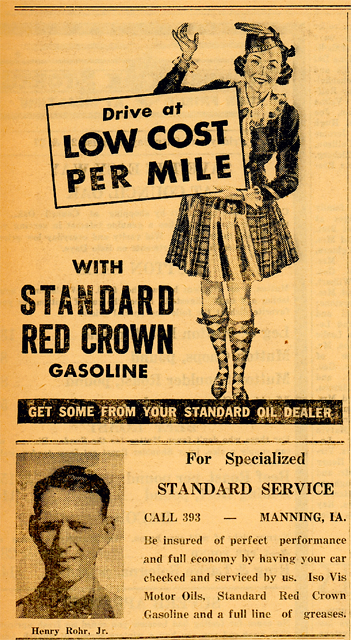 Drive at
LOW COST
PER MILE
WITH
STANDARD
RED CROWN
GASOLINE
GET SOME FROM YOUR STANDARD OIL DEALER
For Specialized
STANDARD SERVICE
CALL 393 — MANNING, IA.
Be insured of perfect performance
and full economy by having your car
checked and serviced by us. Iso Vis
Motor Oils, Standard Red Crown
Gasoline and a full line of greases.
Henry Rohr, Jr.